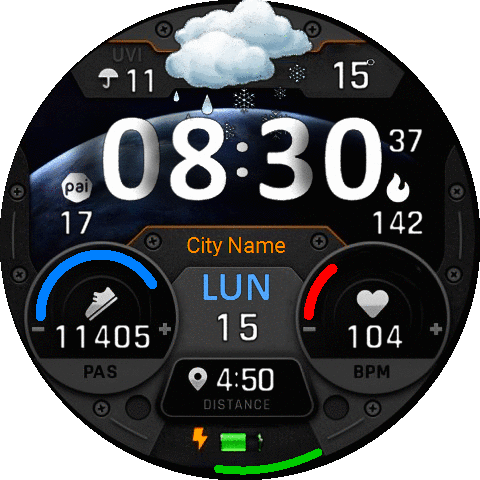 UVI
11
15°
08:30
37
pai
17
142
City Name
LUN
15
11405
PAS
104
BPM
4:50
DISTANCE